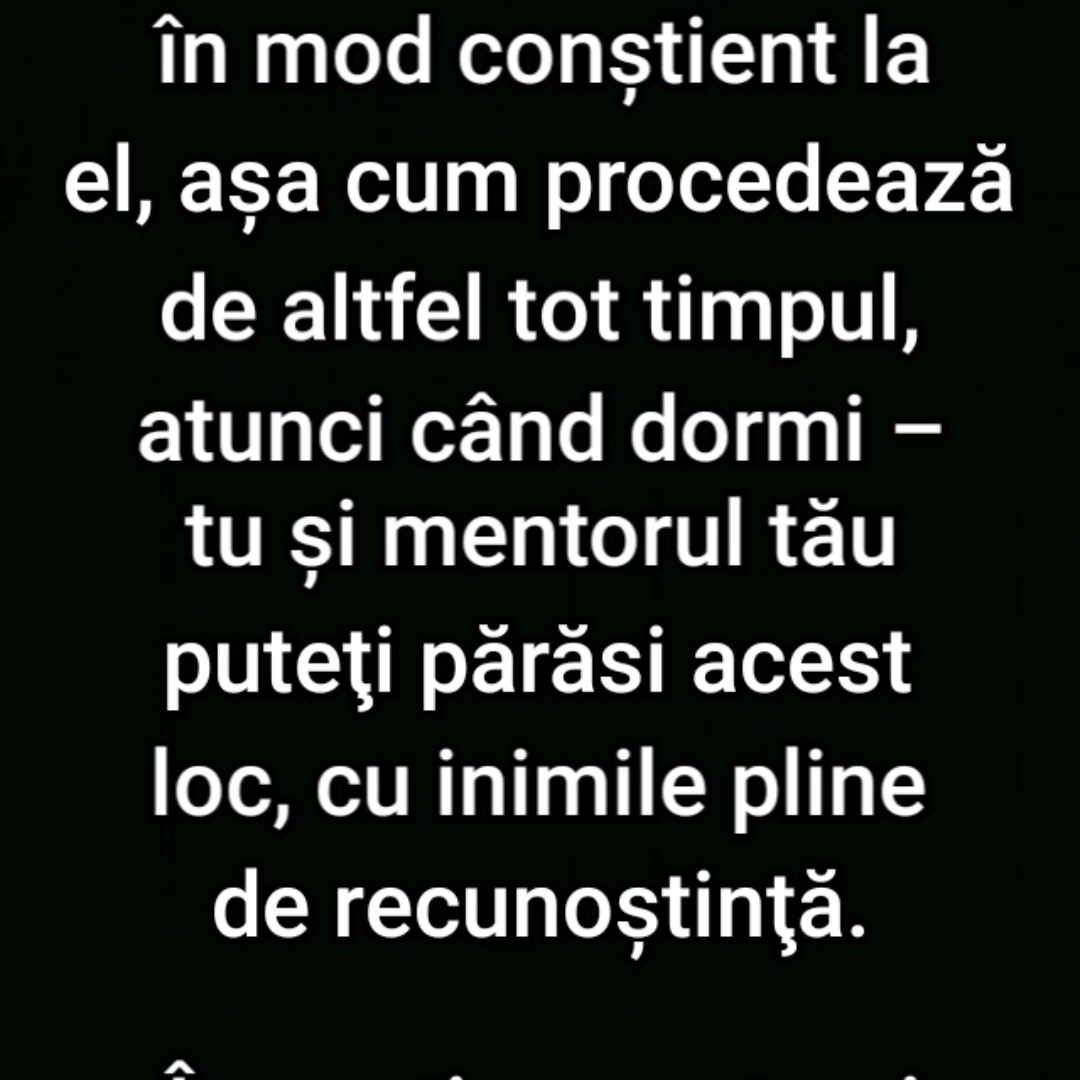 în mod conștient la
el, așa cum procedează
de altfel tot timpul,
atunci când dormi –
tu și mentorul tău
puteţi părăsi acest
loc, cu inimile pline
de recunoștinţă.